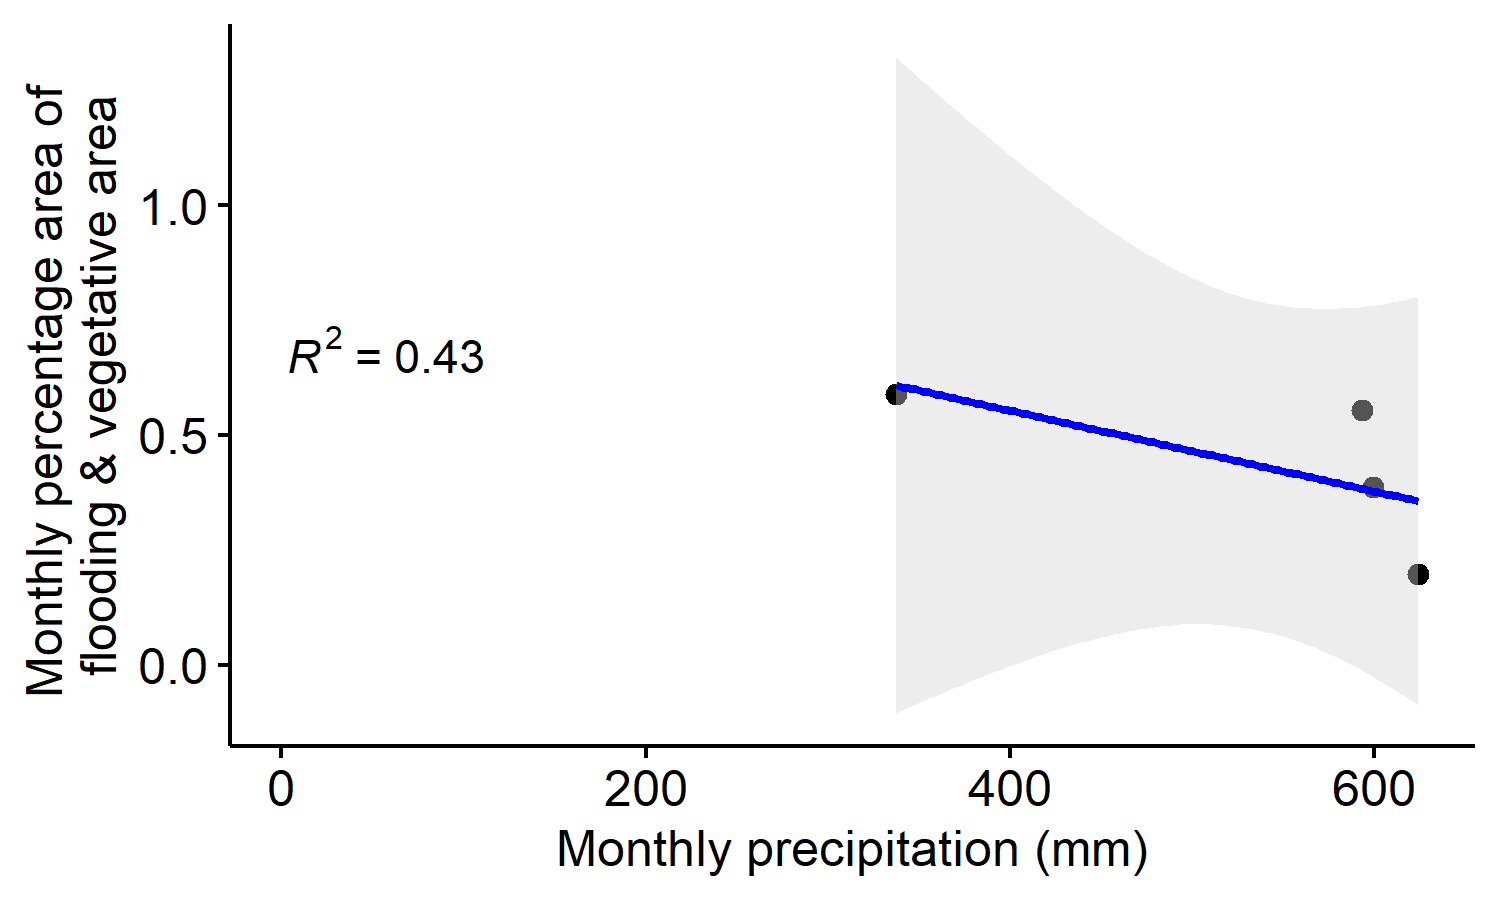 Monthly percentage area of
flooding & vegetative area
1.0
0.5
0.0
R² = 0.43
0 200 400 600
Monthly precipitation (mm)